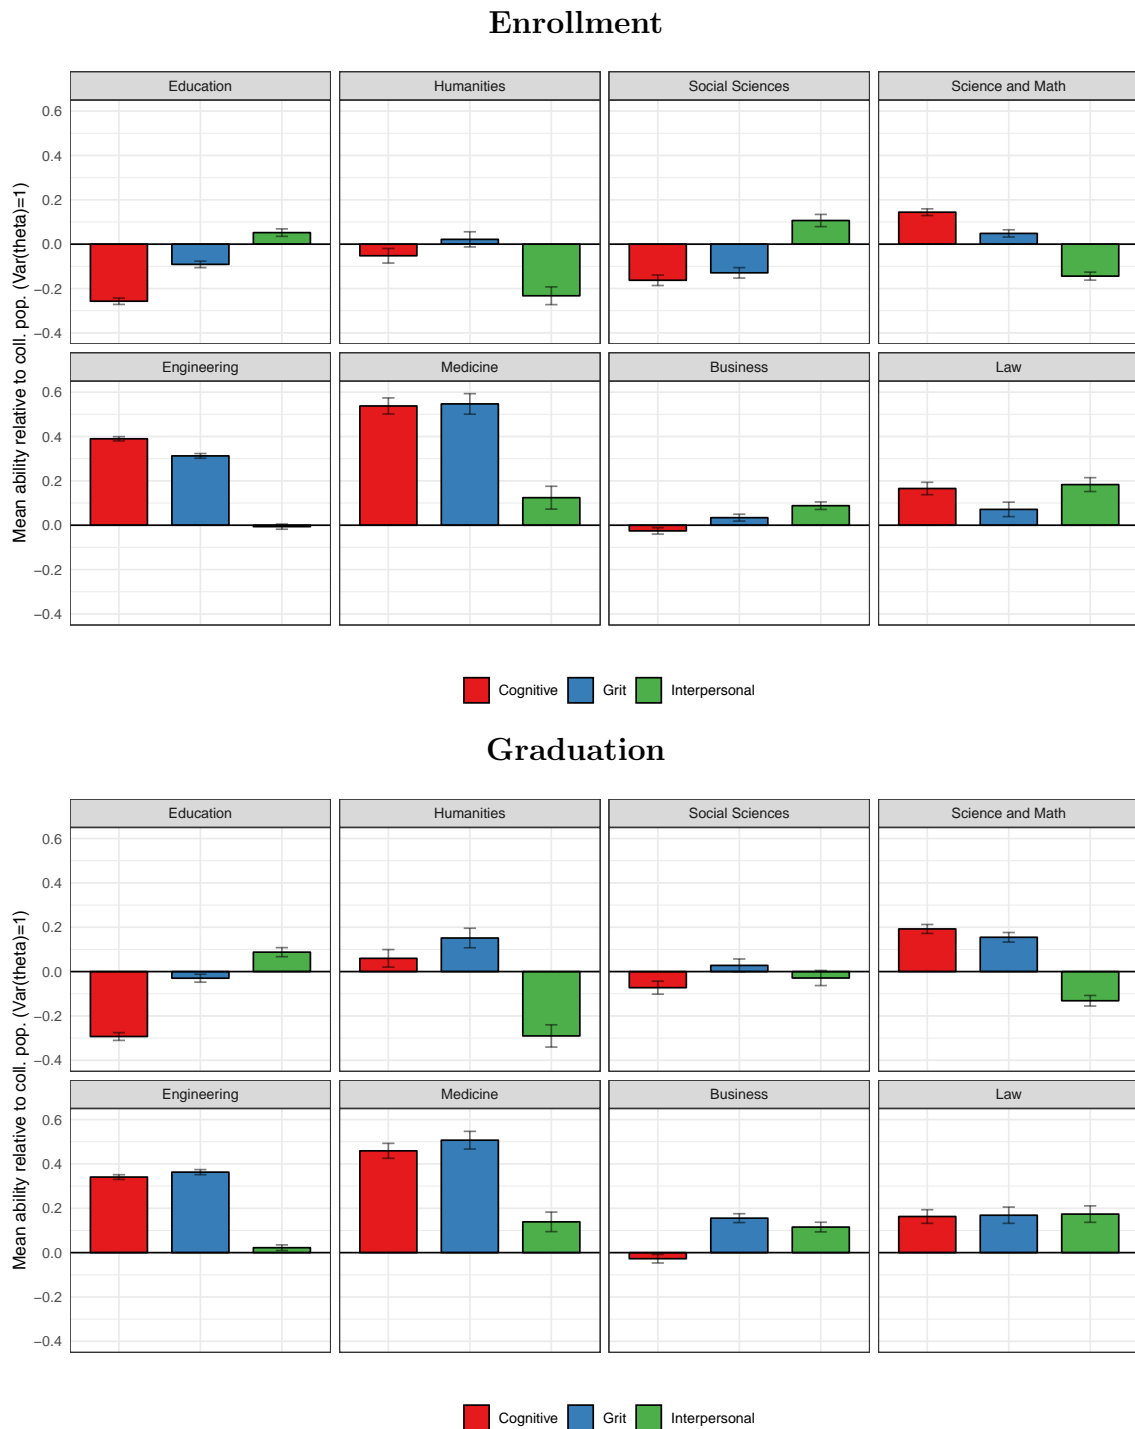 Enrollment
Education Humanities Social Sciences Science and Math
0.6
0.4
0.2
0.0
−0.2
−0.4
Engineering Medicine Business Law
0.6
0.4
0.2
0.0
−0.2
−0.4
Mean ability relative to coll. pop. (Var(theta)=1)
Cognitive Grit Interpersonal
Graduation
Education Humanities Social Sciences Science and Math
0.6
0.4
0.2
0.0
−0.2
−0.4
Engineering Medicine Business Law
0.6
0.4
0.2
0.0
−0.2
−0.4
Mean ability relative to coll. pop. (Var(theta)=1)
Cognitive Grit Interpersonal